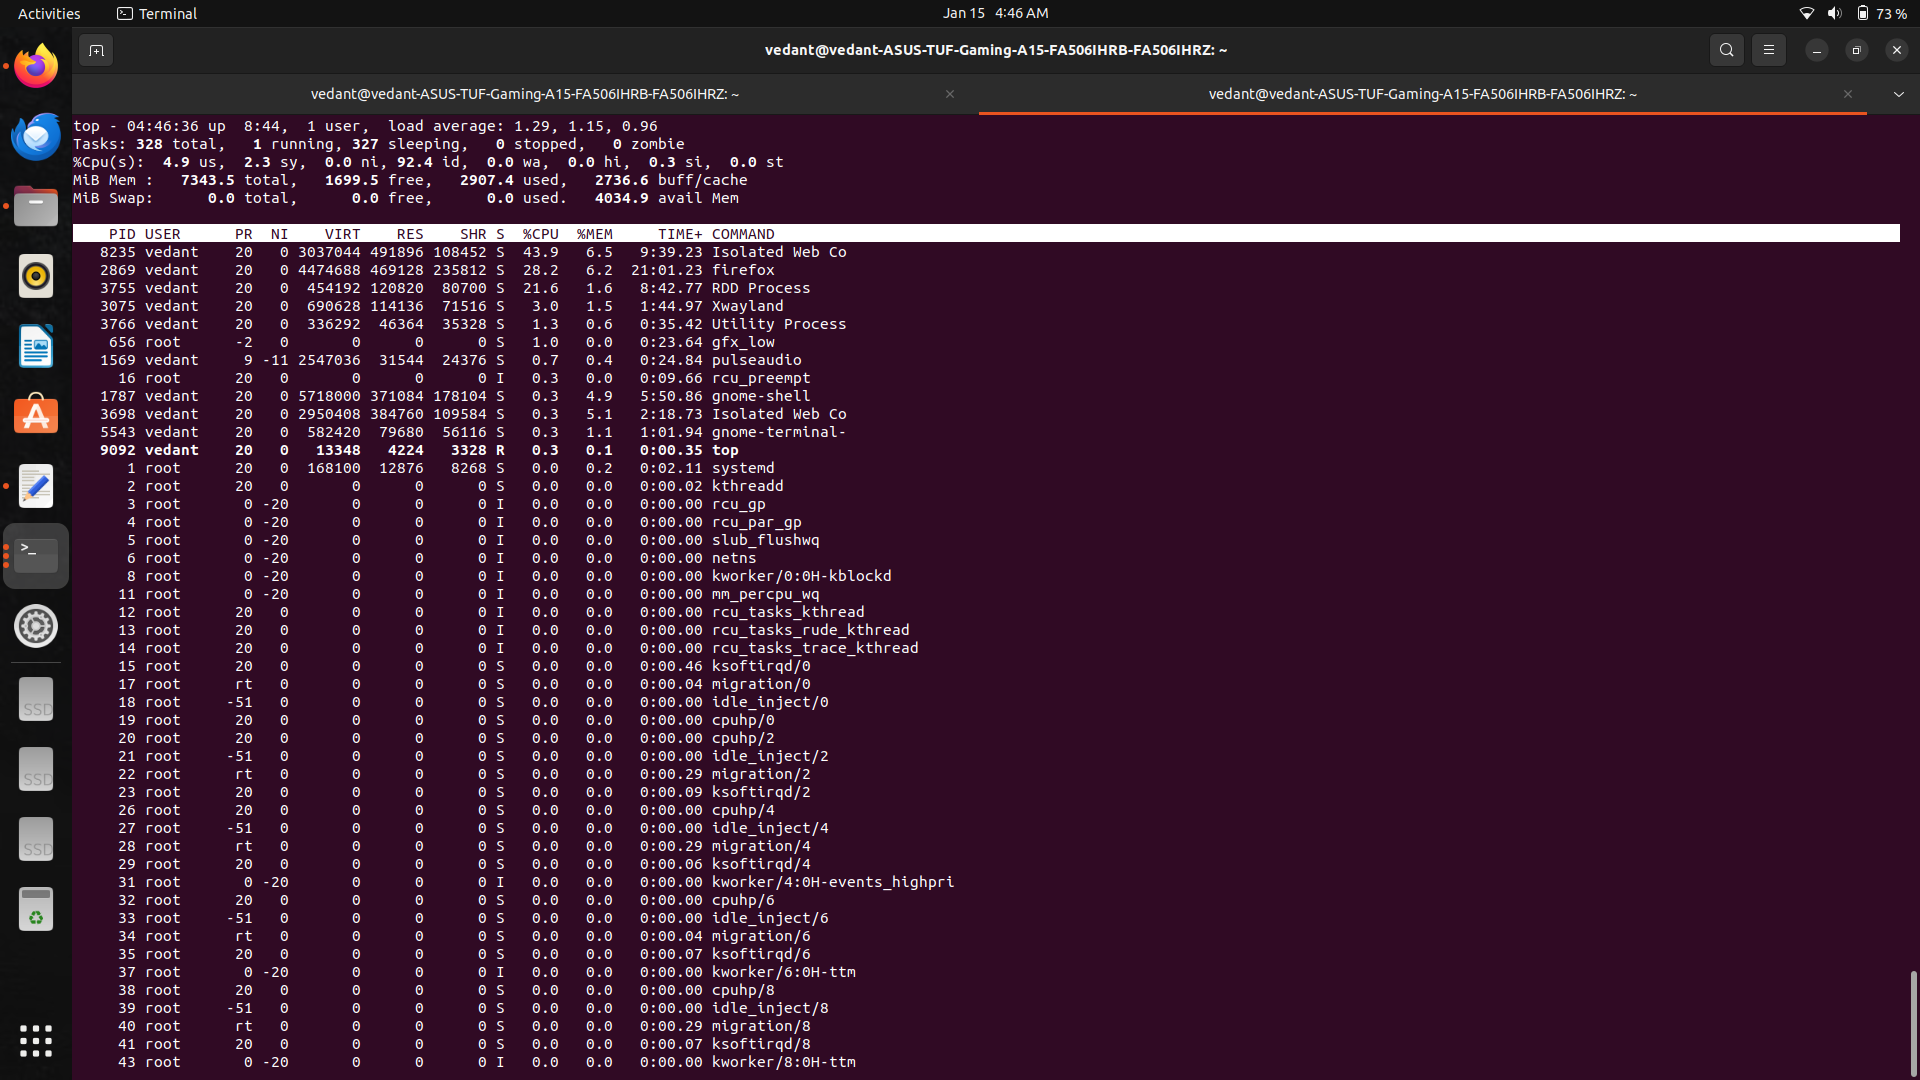 Activities Terminal Jan 15 4:46 AM 73 %
vedant@vedant-ASUS-TUF-Gaming-A15-FA506IHRB-FA506IHRZ: ~
vedant@vedant-ASUS-TUF-Gaming-A15-FA506IHRB-FA506IHRZ: ~ vedant@vedant-ASUS-TUF-Gaming-A15-FA506IHRB-FA506IHRZ: ~
top - 04:46:36 up  8:44,  1 user,  load average: 1.29, 1.15, 0.96
Tasks: 328 total,   1 running, 327 sleeping,   0 stopped,   0 zombie
%Cpu(s):  4.9 us,  2.3 sy,  0.0 ni, 92.4 id,  0.0 wa,  0.0 hi,  0.3 si,  0.0 st
MiB Mem :   7343.5 total,   1699.5 free,   2907.4 used,   2736.6 buff/cache
MiB Swap:      0.0 total,      0.0 free,      0.0 used.   4034.9 avail Mem
PID USER PR NI VIRT RES SHR S %CPU %MEM TIME+ COMMAND
8235 vedant 20 0 3037044 491896 108452 S 43.9 6.5 9:39.23 Isolated Web Co
2869 vedant 20 0 4474688 469128 235812 S 28.2 6.2 21:01.23 firefox
3755 vedant 20 0 454192 120820 80700 S 21.6 1.6 8:42.77 RDD Process
3075 vedant 20 0 690628 114136 71516 S 3.0 1.5 1:44.97 Xwayland
3766 vedant 20 0 336292 46364 35328 S 1.3 0.6 0:35.42 Utility Process
656 root -2 0 0 0 0 S 1.0 0.0 0:23.64 gfx_low
1569 vedant 9 -11 2547036 31544 24376 S 0.7 0.4 0:24.84 pulseaudio
16 root 20 0 0 0 0 I 0.3 0.0 0:09.66 rcu_preempt
1787 vedant 20 0 5718000 371084 178104 S 0.3 4.9 5:50.86 gnome-shell
3698 vedant 20 0 2950408 384760 109584 S 0.3 5.1 2:18.73 Isolated Web Co
5543 vedant 20 0 582420 79680 56116 S 0.3 1.1 1:01.94 gnome-terminal-
9092 vedant 20 0 13348 4224 3328 R 0.3 0.1 0:00.35 top
1 root 20 0 168100 12876 8268 S 0.0 0.2 0:02.11 systemd
2 root 20 0 0 0 0 S 0.0 0.0 0:00.02 kthreadd
3 root 0 -20 0 0 0 I 0.0 0.0 0:00.00 rcu_gp
4 root 0 -20 0 0 0 I 0.0 0.0 0:00.00 rcu_par_gp
5 root 0 -20 0 0 0 I 0.0 0.0 0:00.00 slub_flushwq
6 root 0 -20 0 0 0 I 0.0 0.0 0:00.00 netns
8 root 0 -20 0 0 0 I 0.0 0.0 0:00.00 kworker/0:0H-kblockd
11 root 0 -20 0 0 0 I 0.0 0.0 0:00.00 mm_percpu_wq
12 root 20 0 0 0 0 I 0.0 0.0 0:00.00 rcu_tasks_kthread
13 root 20 0 0 0 0 I 0.0 0.0 0:00.00 rcu_tasks_rude_kthread
14 root 20 0 0 0 0 I 0.0 0.0 0:00.00 rcu_tasks_trace_kthread
15 root 20 0 0 0 0 S 0.0 0.0 0:00.46 ksoftirqd/0
17 root rt 0 0 0 0 S 0.0 0.0 0:00.04 migration/0
18 root -51 0 0 0 0 S 0.0 0.0 0:00.00 idle_inject/0
19 root 20 0 0 0 0 S 0.0 0.0 0:00.00 cpuhp/0
20 root 20 0 0 0 0 S 0.0 0.0 0:00.00 cpuhp/2
21 root -51 0 0 0 0 S 0.0 0.0 0:00.00 idle_inject/2
22 root rt 0 0 0 0 S 0.0 0.0 0:00.29 migration/2
23 root 20 0 0 0 0 S 0.0 0.0 0:00.09 ksoftirqd/2
26 root 20 0 0 0 0 S 0.0 0.0 0:00.00 cpuhp/4
27 root -51 0 0 0 0 S 0.0 0.0 0:00.00 idle_inject/4
28 root rt 0 0 0 0 S 0.0 0.0 0:00.29 migration/4
29 root 20 0 0 0 0 S 0.0 0.0 0:00.06 ksoftirqd/4
31 root 0 -20 0 0 0 I 0.0 0.0 0:00.00 kworker/4:0H-events_highpri
32 root 20 0 0 0 0 S 0.0 0.0 0:00.00 cpuhp/6
33 root -51 0 0 0 0 S 0.0 0.0 0:00.00 idle_inject/6
34 root rt 0 0 0 0 S 0.0 0.0 0:00.04 migration/6
35 root 20 0 0 0 0 S 0.0 0.0 0:00.07 ksoftirqd/6
37 root 0 -20 0 0 0 I 0.0 0.0 0:00.00 kworker/6:0H-ttm
38 root 20 0 0 0 0 S 0.0 0.0 0:00.00 cpuhp/8
39 root -51 0 0 0 0 S 0.0 0.0 0:00.00 idle_inject/8
40 root rt 0 0 0 0 S 0.0 0.0 0:00.29 migration/8
41 root 20 0 0 0 0 S 0.0 0.0 0:00.07 ksoftirqd/8
43 root 0 -20 0 0 0 I 0.0 0.0 0:00.00 kworker/8:0H-ttm
SSD
SSD
SSD